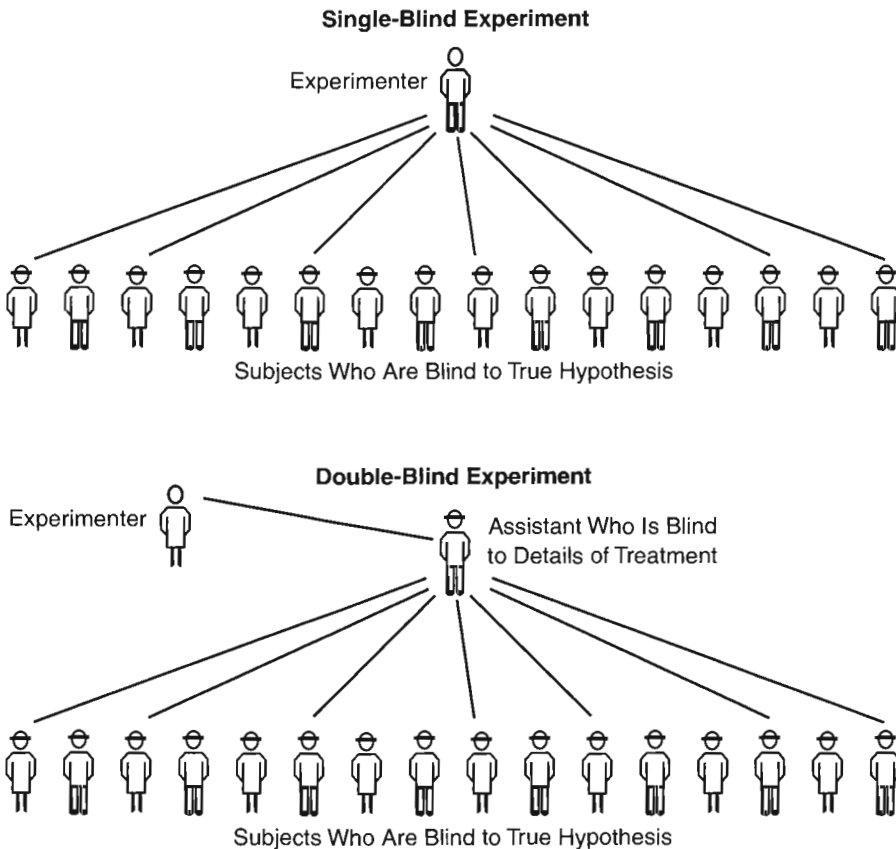 Single-Blind Experiment
Experimenter
Subjects Who Are Blind to True Hypothesis
Double-Blind Experiment
Experimenter
Assistant Who Is Blind
to Details of Treatment
Subjects Who Are Blind to True Hypothesis